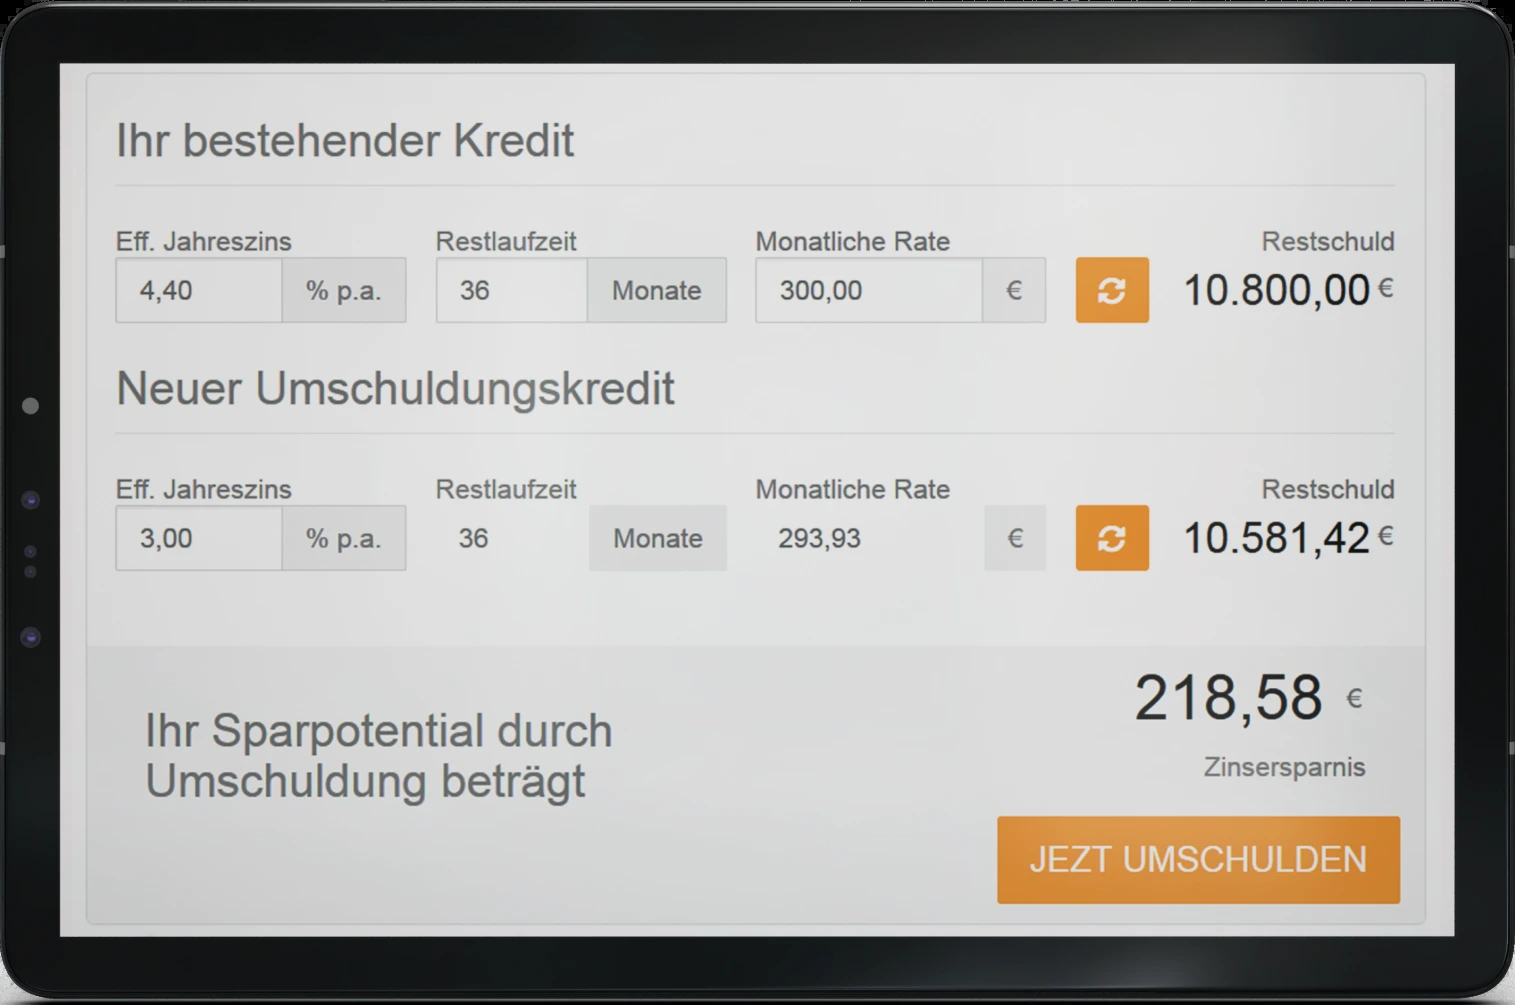 Ihr bestehender Kredit
Eff. Jahreszins Restlaufzeit Monatliche Rate Restschuld
4,40 % p.a. 36 Monate 300,00 € 10.800,00 €
Neuer Umschuldungskredit
Eff. Jahreszins Restlaufzeit Monatliche Rate Restschuld
3,00 % p.a. 36 Monate 293,93 € 10.581,42 €
218,58 €
Ihr Sparpotential durch
Umschuldung beträgt
Zinsersparnis
JEZT UMSCHULDEN